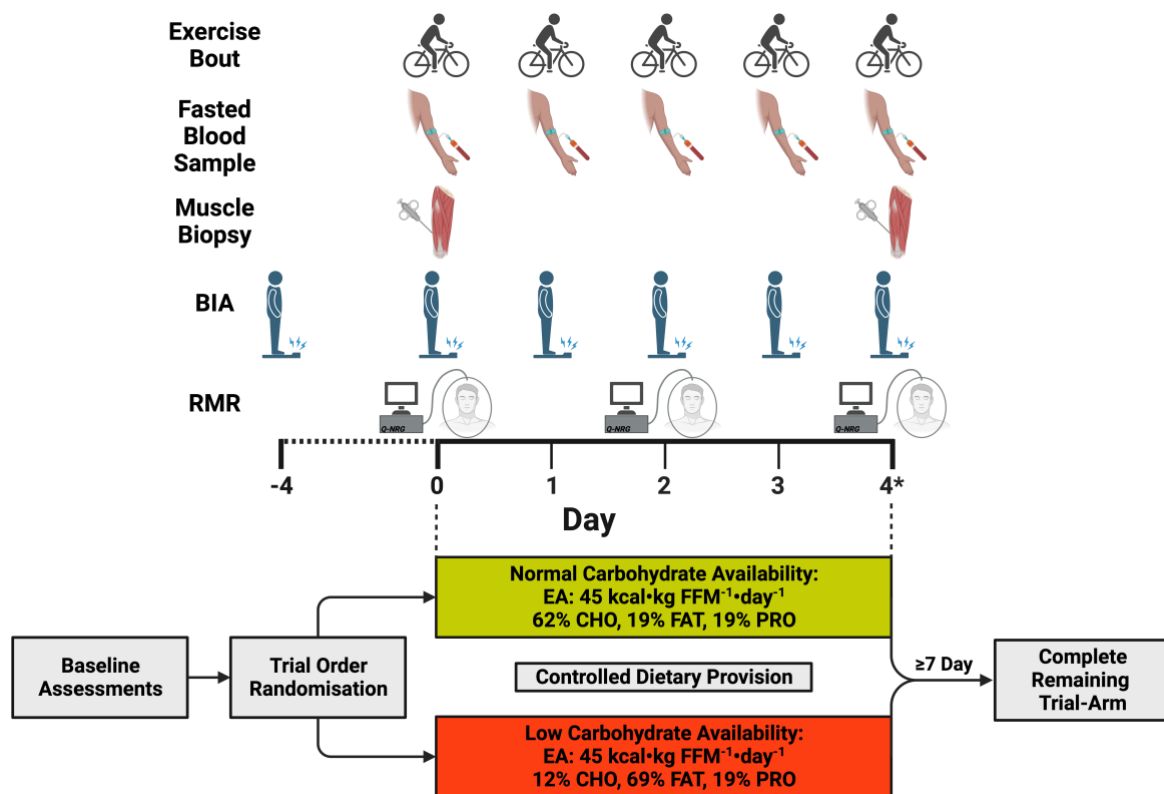 Exercise
Bout
Fasted
Blood
Sample
Muscle
Biopsy
BIA
RMR
Q-NRG
Q-NRG
Q-NRG
-4
0
1
2
3
4*
Day
Normal Carbohydrate Availability:
EA: 45 kcal•kg FFM⁻¹•day⁻¹
62% CHO, 19% FAT, 19% PRO
Baseline
Assessments
Trial Order
Randomisation
Controlled Dietary Provision
≥7 Day
Complete
Remaining
Trial-Arm
Low Carbohydrate Availability:
EA: 45 kcal•kg FFM⁻¹•day⁻¹
12% CHO, 69% FAT, 19% PRO